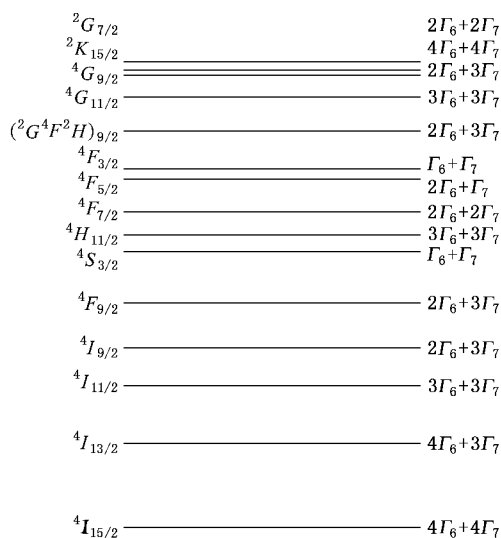 ²G₇/₂ 2Γ₆+2Γ₇
²K₁₅/₂ 4Γ₆+4Γ₇
⁴G₉/₂ 2Γ₆+3Γ₇
⁴G₁₁/₂ 3Γ₆+3Γ₇
(²G⁴F²H)₉/₂ 2Γ₆+3Γ₇
⁴F₃/₂ Γ₆+Γ₇
⁴F₅/₂ 2Γ₆+Γ₇
⁴F₇/₂ 2Γ₆+2Γ₇
⁴H₁₁/₂ 3Γ₆+3Γ₇
⁴S₃/₂ Γ₆+Γ₇
⁴F₉/₂ 2Γ₆+3Γ₇
⁴I₉/₂ 2Γ₆+3Γ₇
⁴I₁₁/₂ 3Γ₆+3Γ₇
⁴I₁₃/₂ 4Γ₆+3Γ₇
⁴I₁₅/₂ 4Γ₆+4Γ₇